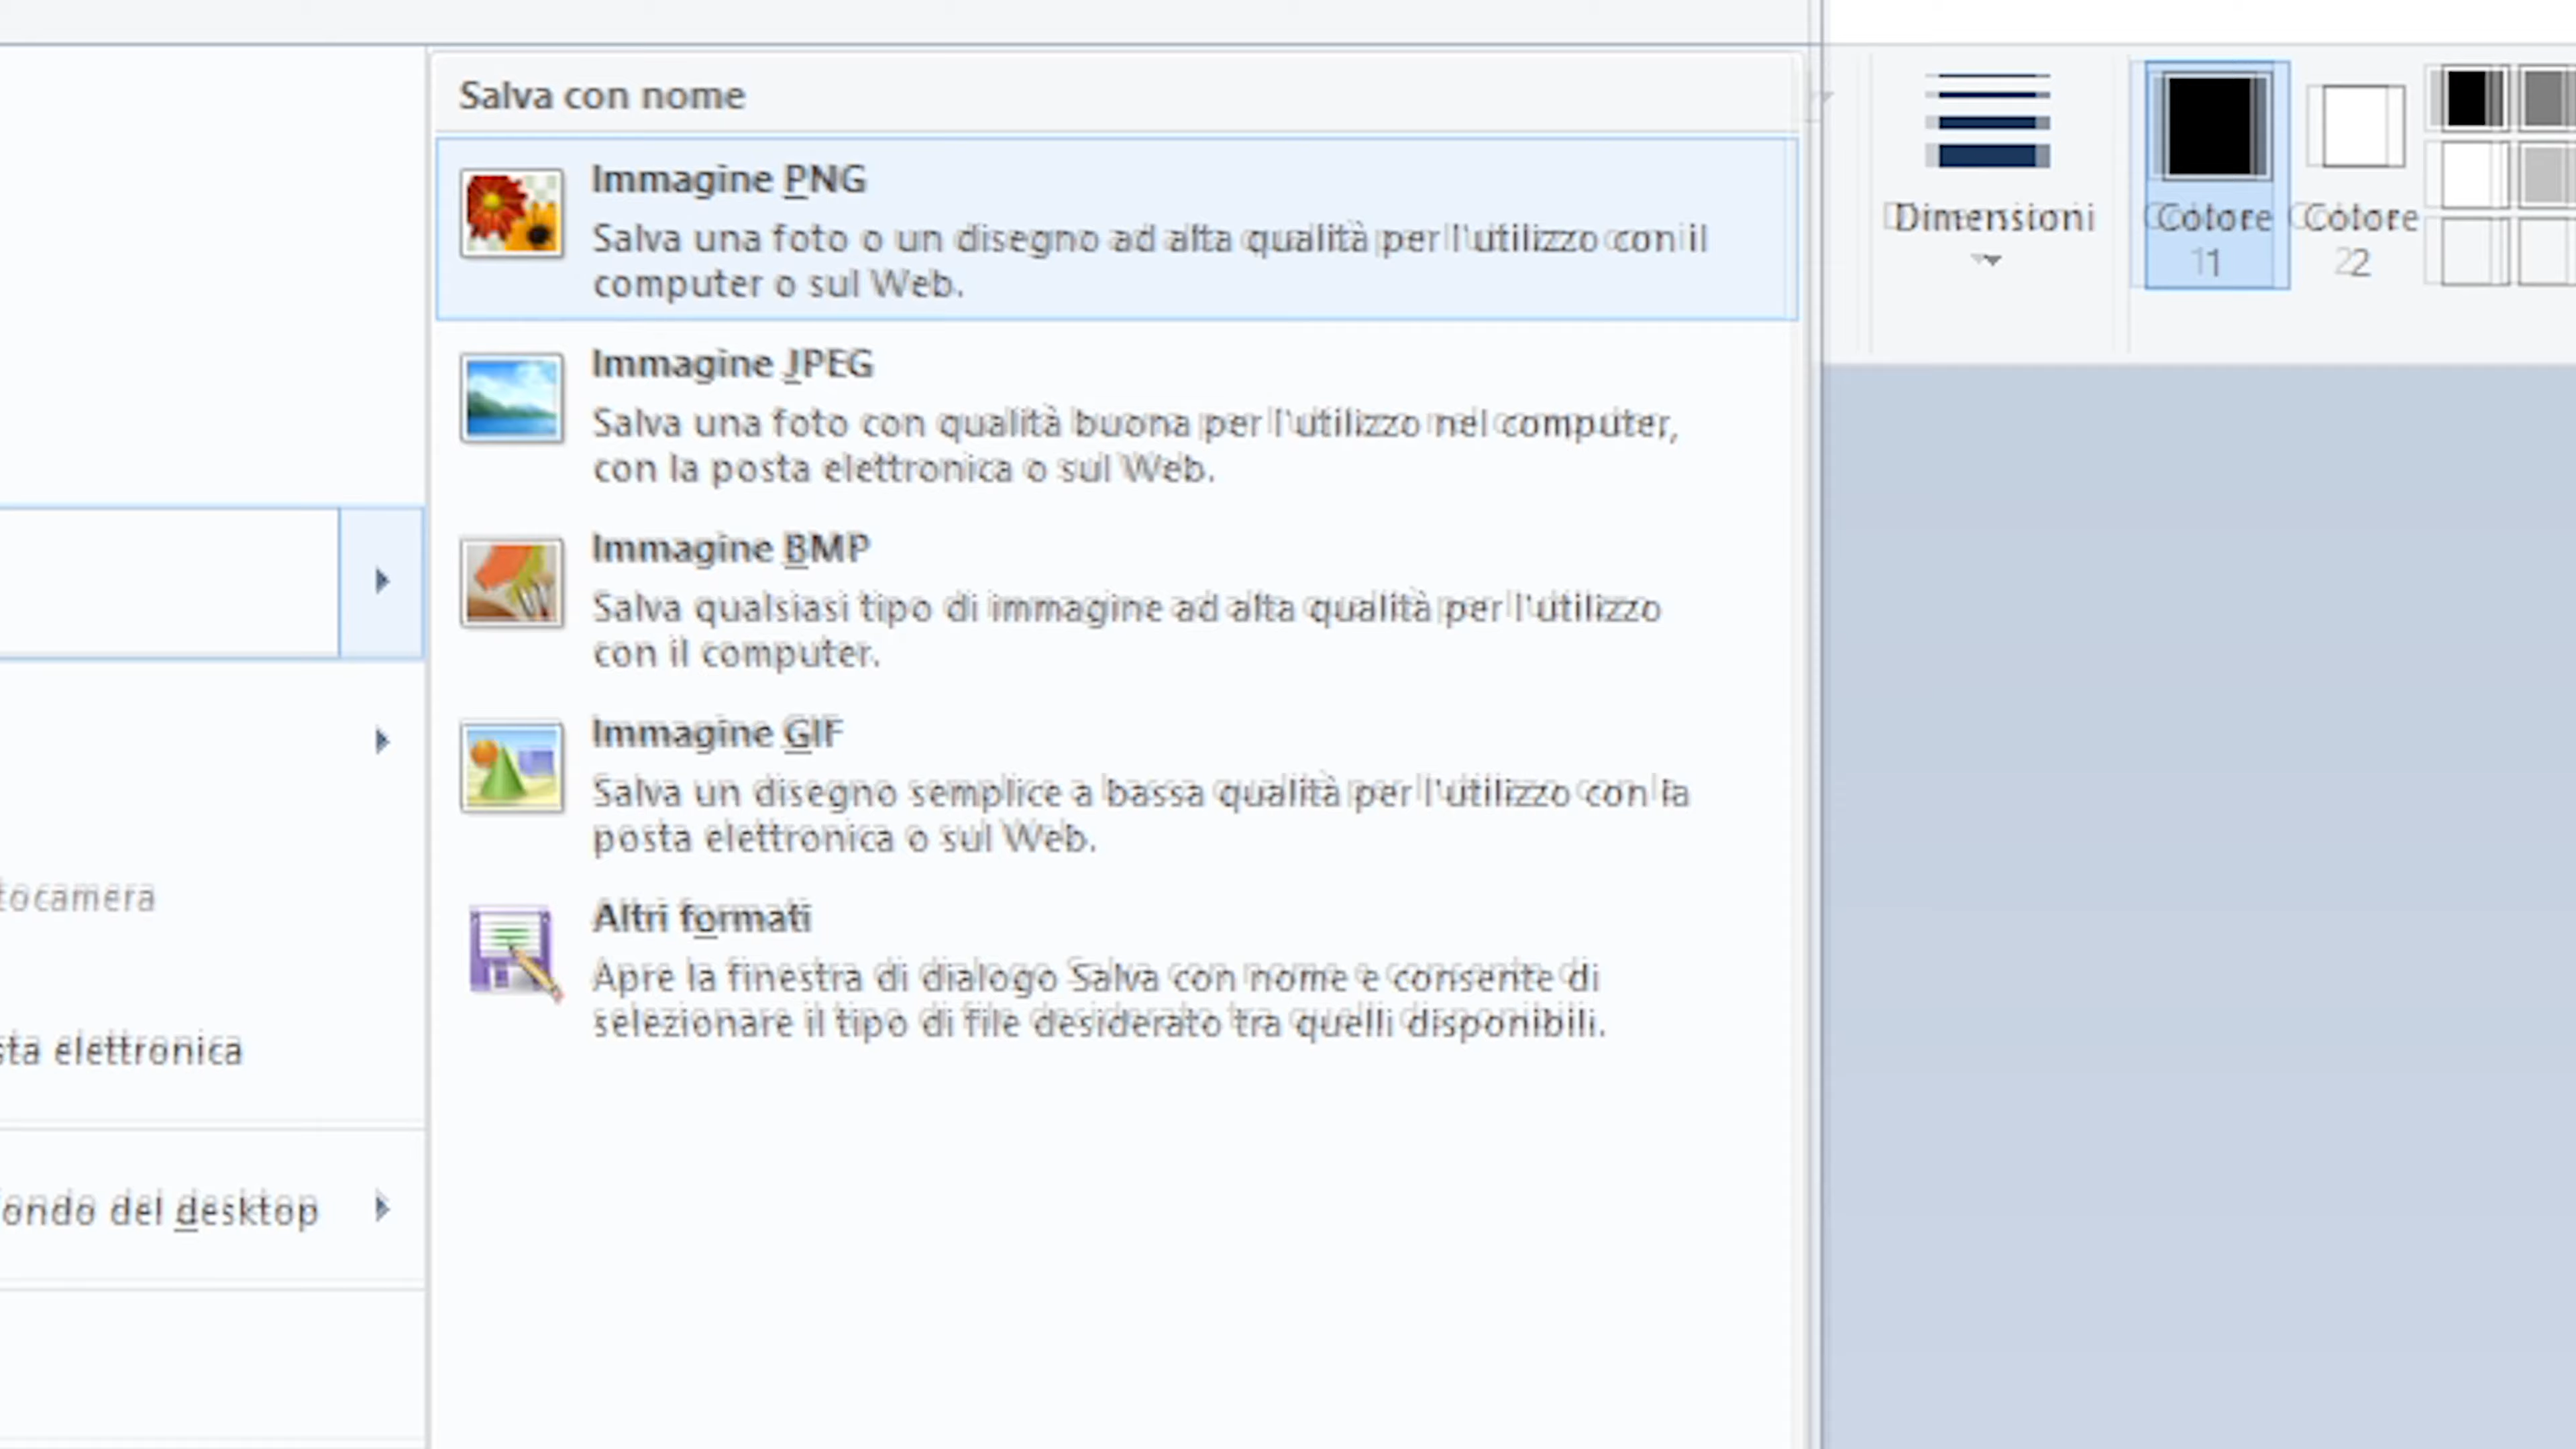 Salva con nome
Immagine PNG
Salva una foto o un disegno ad alta qualità per l'utilizzo con il
computer o sul Web.
Immagine JPEG
Salva una foto con qualità buona per l'utilizzo nel computer,
con la posta elettronica o sul Web.
Immagine BMP
Salva qualsiasi tipo di immagine ad alta qualità per l'utilizzo
con il computer.
Immagine GIF
Salva un disegno semplice a bassa qualità per l'utilizzo con la
posta elettronica o sul Web.
Altri formati
Apre la finestra di dialogo Salva con nome e consente di
selezionare il tipo di file desiderato tra quelli disponibili.
tocamera
sta elettronica
ondo del desktop
Dimensioni
Colore
1
Colore
2